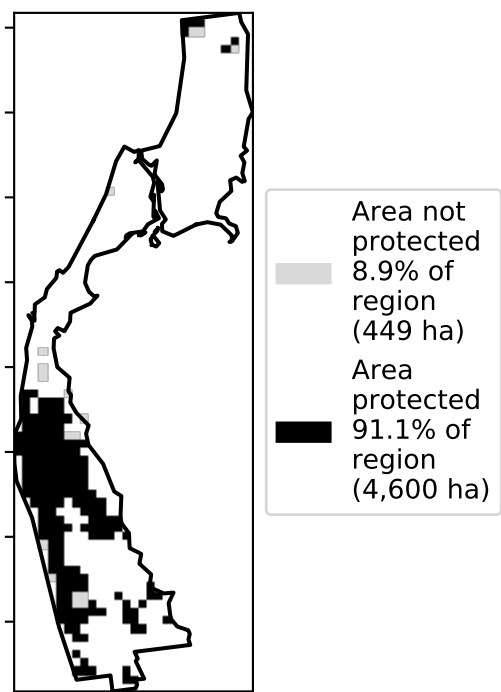 Area not
protected
8.9% of
region
(449 ha)
Area
protected
91.1% of
region
(4,600 ha)